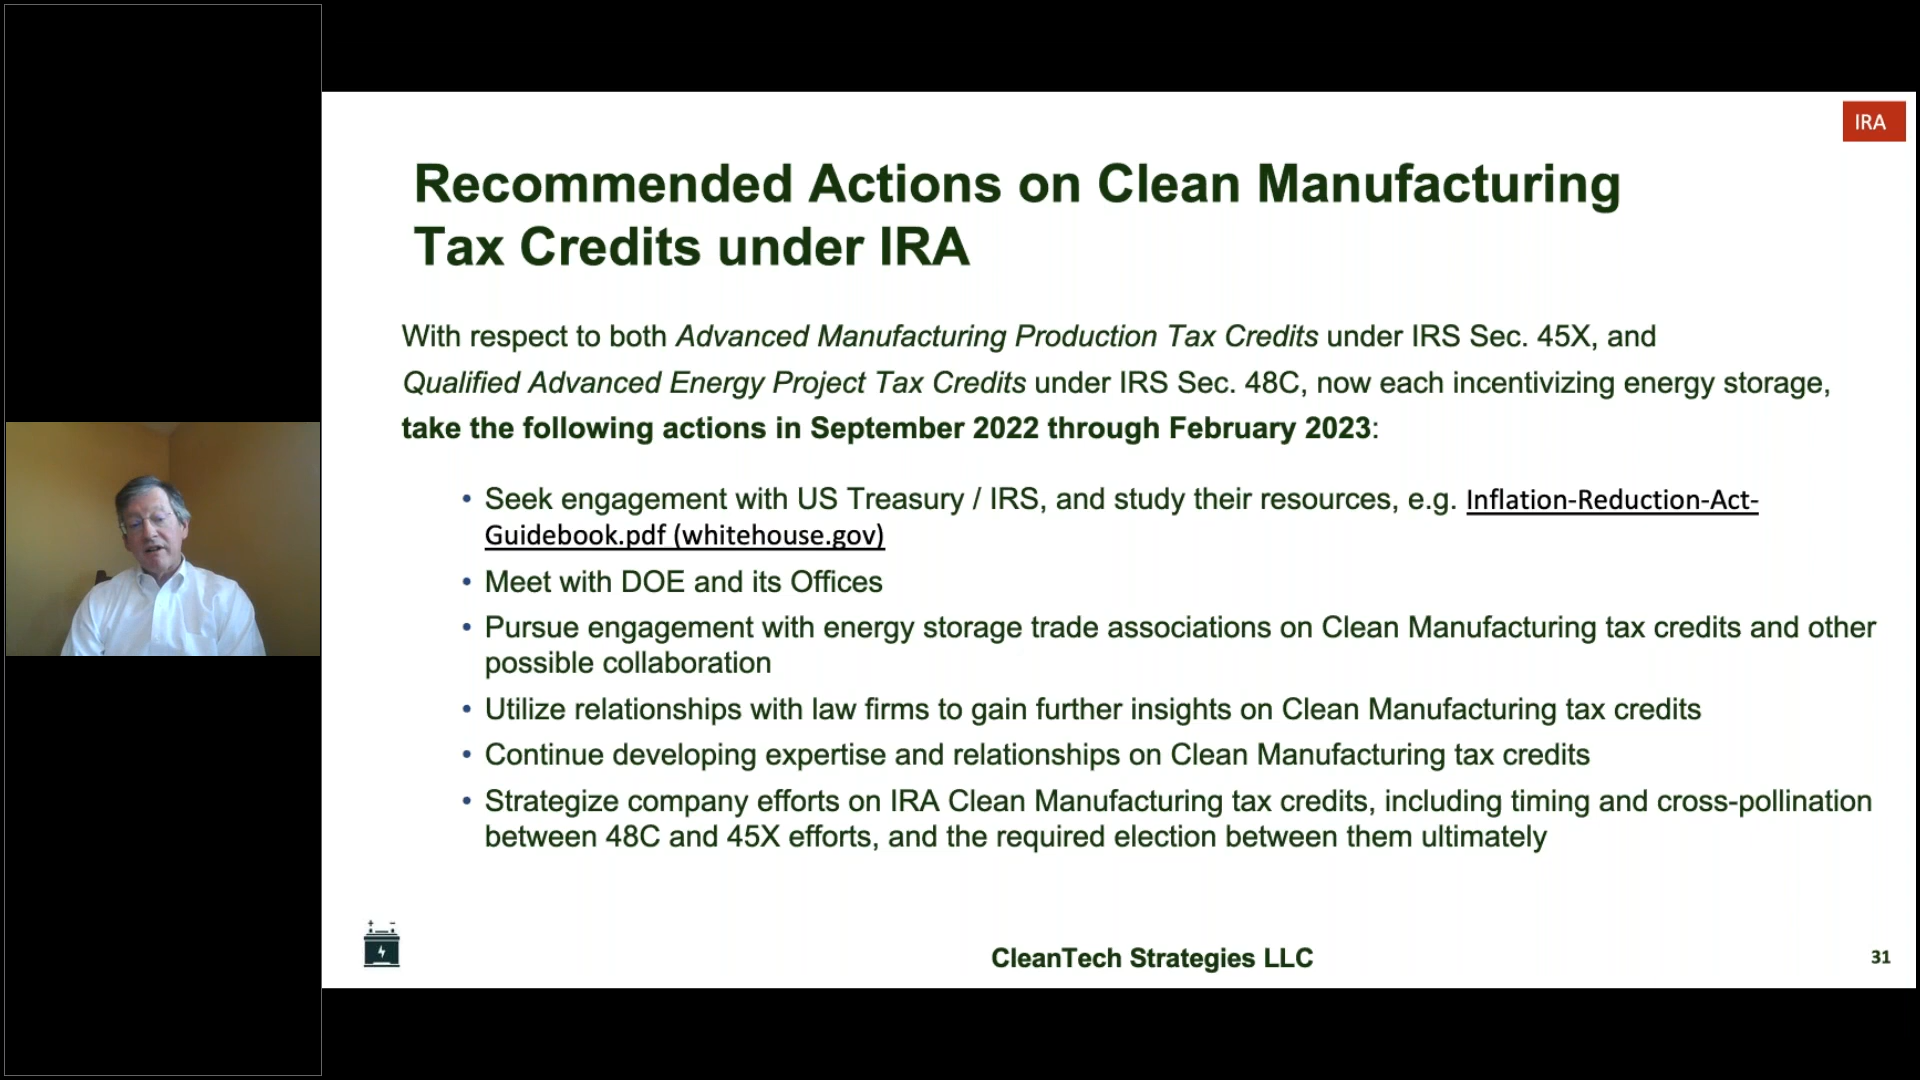 IRA
Recommended Actions on Clean Manufacturing
Tax Credits under IRA
With respect to both Advanced Manufacturing Production Tax Credits under IRS Sec. 45X, and
Qualified Advanced Energy Project Tax Credits under IRS Sec. 48C, now each incentivizing energy storage,
take the following actions in September 2022 through February 2023:
• Seek engagement with US Treasury / IRS, and study their resources, e.g. Inflation-Reduction-Act-
Guidebook.pdf (whitehouse.gov)
• Meet with DOE and its Offices
• Pursue engagement with energy storage trade associations on Clean Manufacturing tax credits and other
possible collaboration
• Utilize relationships with law firms to gain further insights on Clean Manufacturing tax credits
• Continue developing expertise and relationships on Clean Manufacturing tax credits
• Strategize company efforts on IRA Clean Manufacturing tax credits, including timing and cross-pollination
between 48C and 45X efforts, and the required election between them ultimately
CleanTech Strategies LLC
31